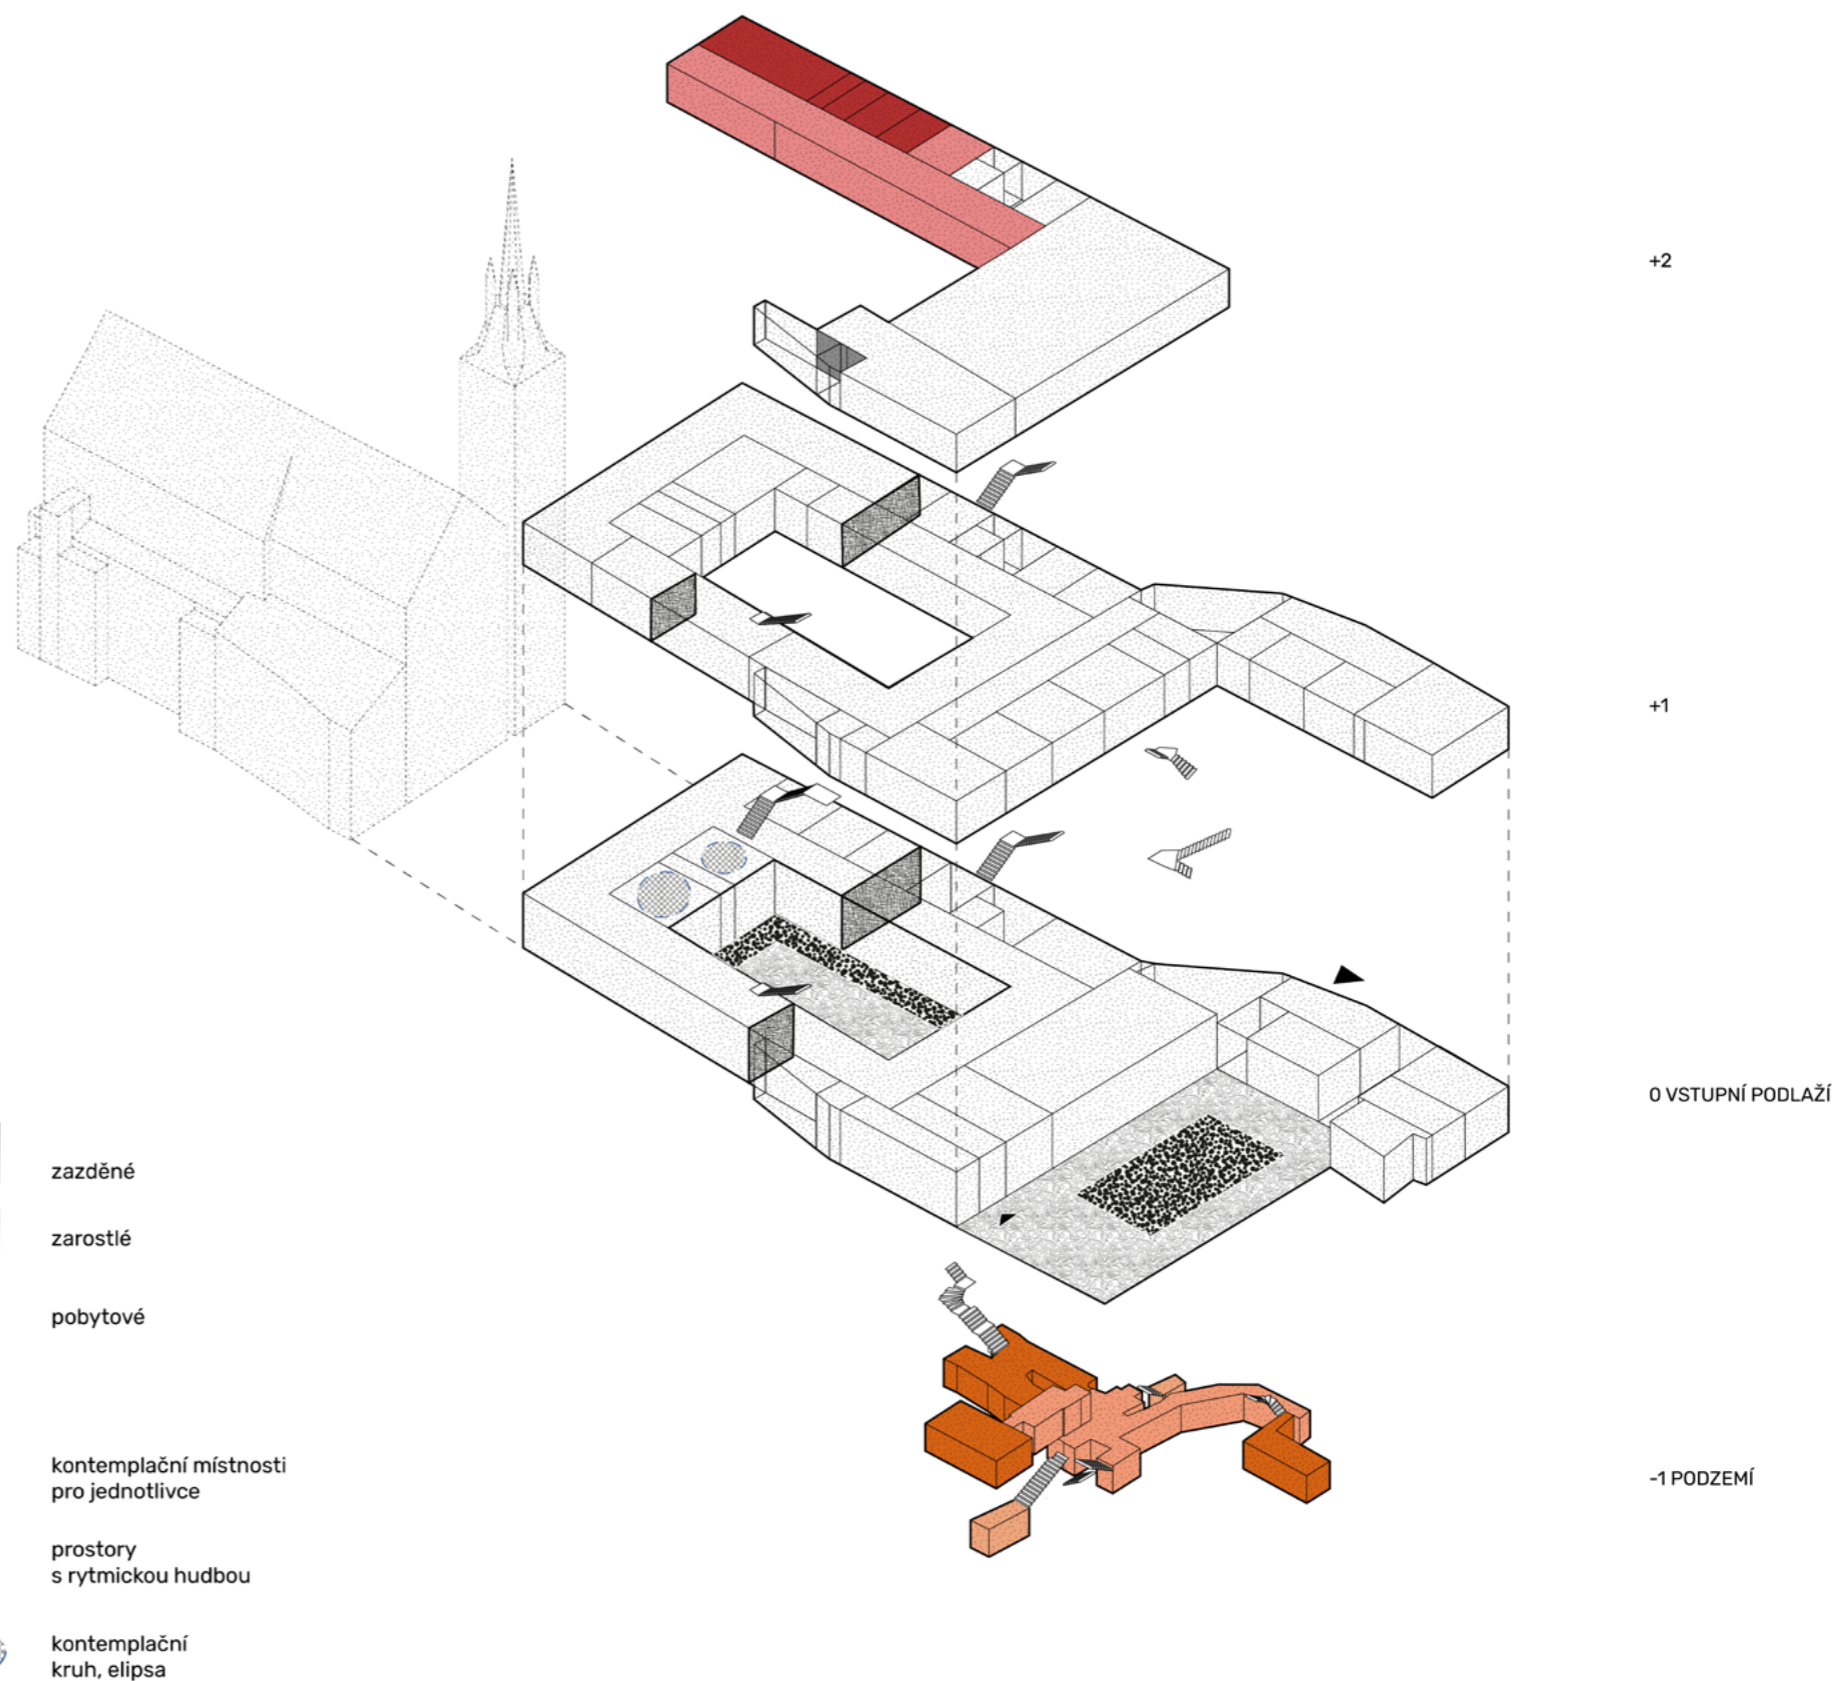 +2
+1
0 VSTUPNÍ PODLAŽÍ
zazděné
zarostlé
pobytové
kontemplační místnosti
pro jednotlivce
-1 PODZEMÍ
prostory
s rytmickou hudbou
kontemplační
kruh, elipsa